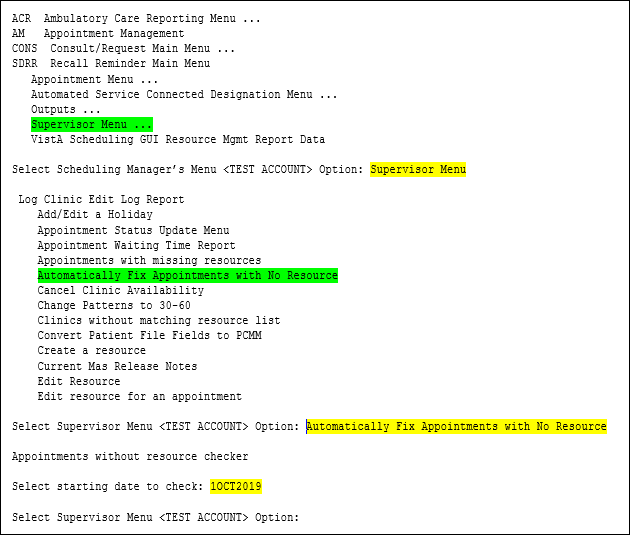 ACR  Ambulatory Care Reporting Menu ...
AM   Appointment Management
CONS  Consult/Request Main Menu ...
SDRR  Recall Reminder Main Menu
Appointment Menu ...
Automated Service Connected Designation Menu ...
Outputs ...
Supervisor Menu ...
VistA Scheduling GUI Resource Mgmt Report Data
Select Scheduling Manager's Menu <TEST ACCOUNT> Option: Supervisor Menu
Log Clinic Edit Log Report
Add/Edit a Holiday
Appointment Status Update Menu
Appointment Waiting Time Report
Appointments with missing resources
Automatically Fix Appointments with No Resource
Cancel Clinic Availability
Change Patterns to 30-60
Clinics without matching resource list
Convert Patient File Fields to PCMM
Create a resource
Current Mas Release Notes
Edit Resource
Edit resource for an appointment
Select Supervisor Menu <TEST ACCOUNT> Option: Automatically Fix Appointments with No Resource
Appointments without resource checker
Select starting date to check: 1OCT2019
Select Supervisor Menu <TEST ACCOUNT> Option: